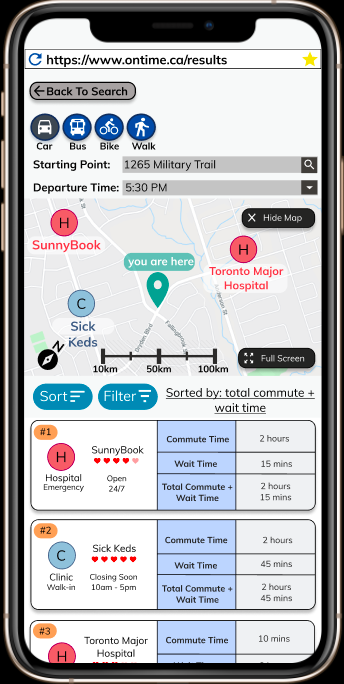 https://www.ontime.ca/results
Back To Search
Car Bus Bike Walk
Starting Point: 1265 Military Trail
Departure Time: 5:30 PM
H
SunnyBook
X Hide Map
you are here
H
Toronto Major
Hospital
C
Sick
Keds
N
Dryden Blvd
Fallingbrook
10km 50km 100km
Full Screen
Sort
Filter
Sorted by: total commute +
wait time
#1
H
Hospital
Emergency
SunnyBook
Open
24/7
Commute Time 2 hours
Wait Time 15 mins
Total Commute +
Wait Time
2 hours
15 mins
#2
C
Clinic
Walk-in
Sick Keds
Closing Soon
10am - 5pm
Commute Time 2 hours
Wait Time 45 mins
Total Commute +
Wait Time
2 hours
45 mins
#3
H
Toronto Major
Hospital
Commute Time 10 mins